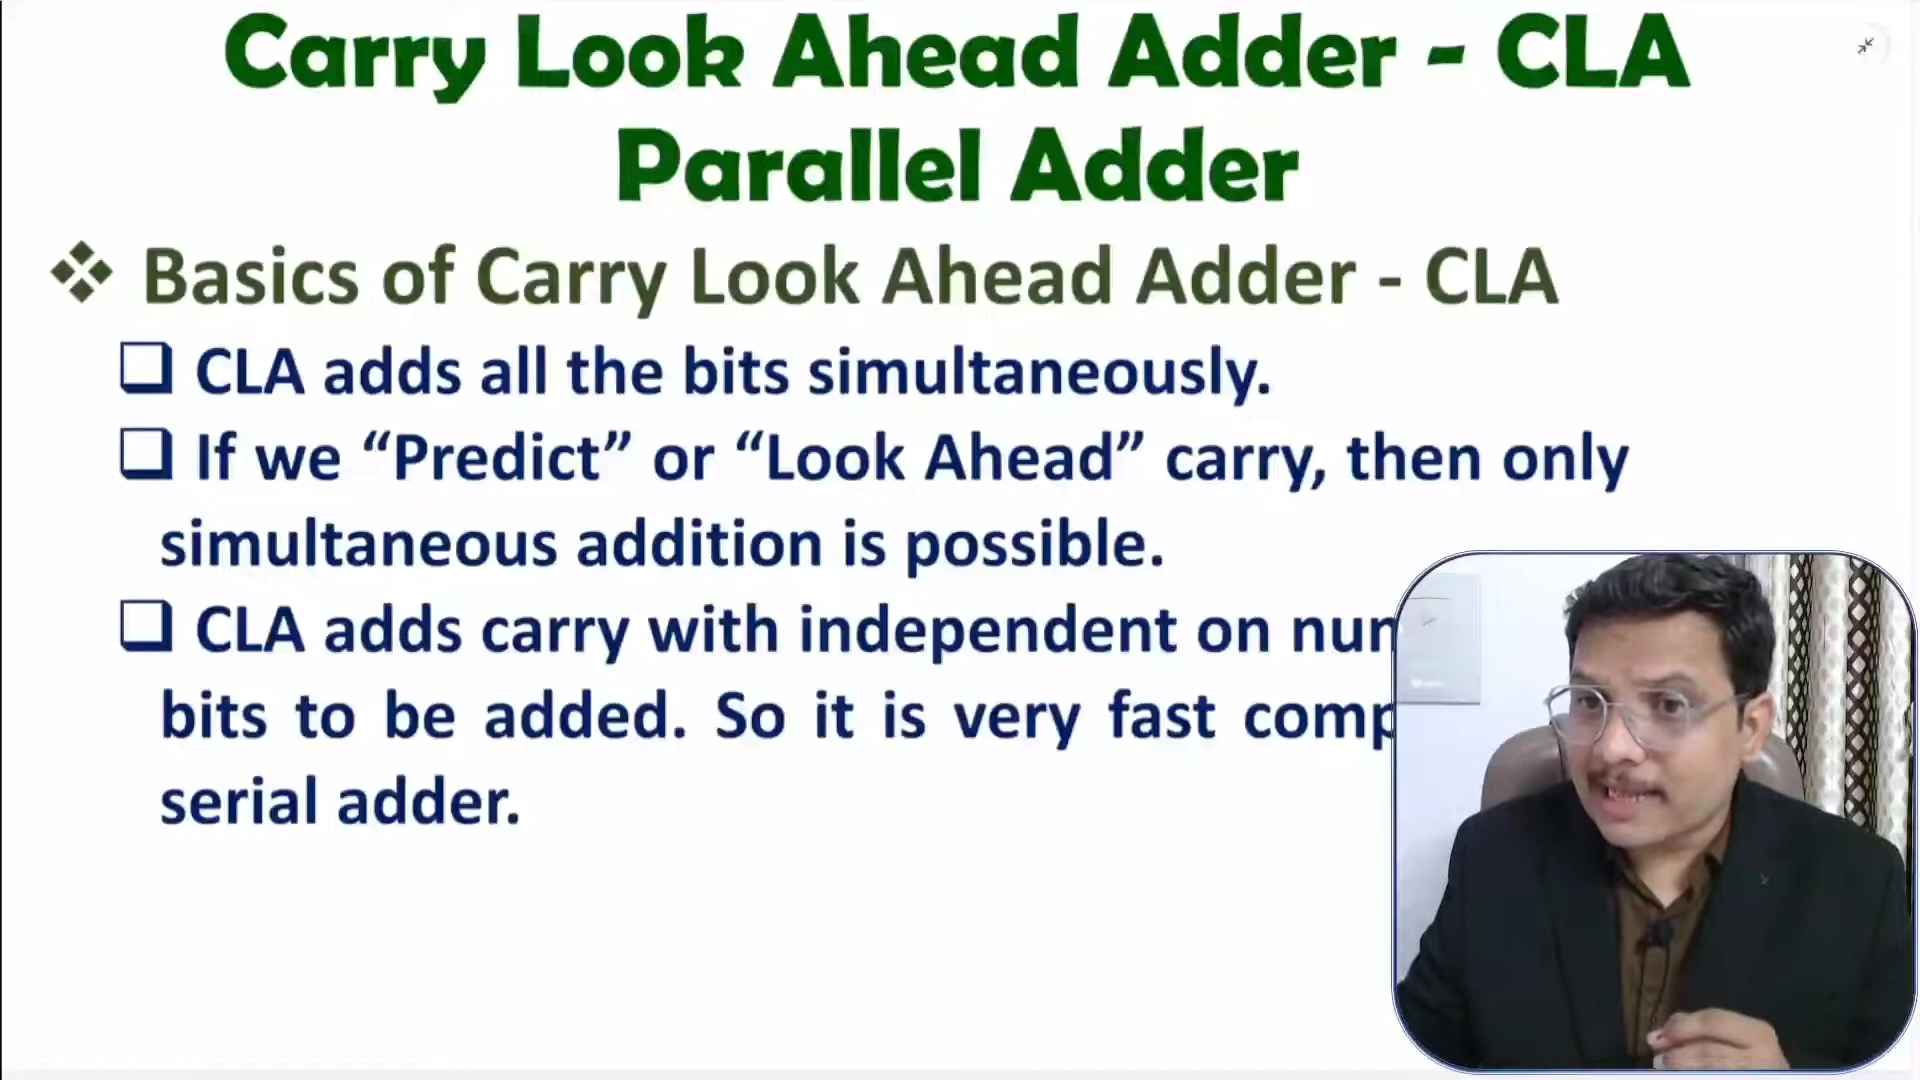 Carry Look Ahead Adder - CLA
Parallel Adder
Basics of Carry Look Ahead Adder - CLA
CLA adds all the bits simultaneously.
If we “Predict” or “Look Ahead” carry, then only
simultaneous addition is possible.
CLA adds carry with independent on
bits to be added. So it is very fast
serial adder.